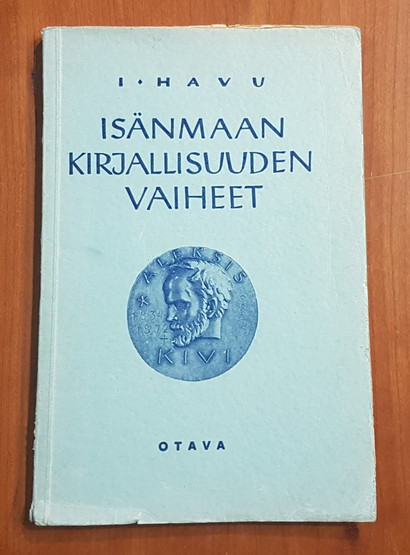 I · HAVU
ISÄNMAAN
KIRJALLISUUDEN
VAIHEET
ALEKSIS
1834
1872
KIVI
OTAVA